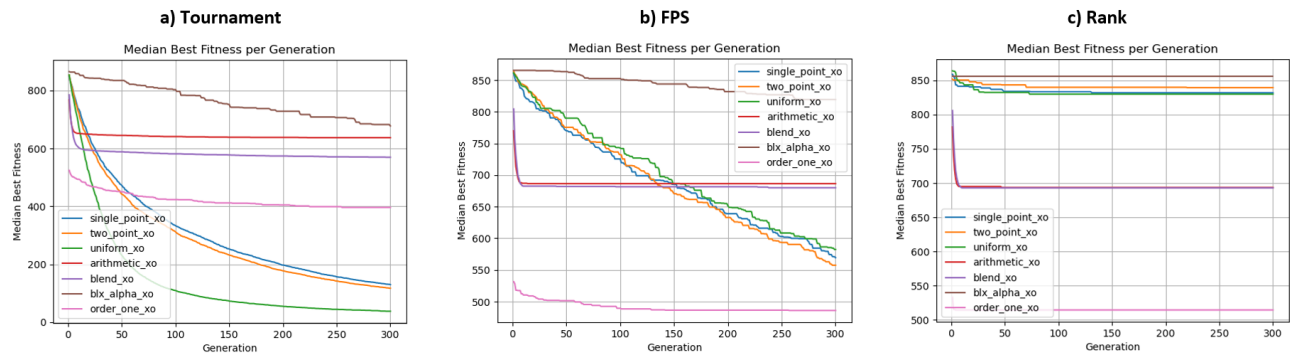 a) Tournament
Median Best Fitness per Generation
Median Best Fitness
800
600
400
200
0
single_point_xo
two_point_xo
uniform_xo
arithmetic_xo
blend_xo
blx_alpha_xo
order_one_xo
0 50 100 150 200 250 300
Generation
b) FPS
Median Best Fitness per Generation
Median Best Fitness
850
800
750
700
650
600
550
500
single_point_xo
two_point_xo
uniform_xo
arithmetic_xo
blend_xo
blx_alpha_xo
order_one_xo
0 50 100 150 200 250 300
Generation
c) Rank
Median Best Fitness per Generation
Median Best Fitness
850
800
750
700
650
600
550
500
single_point_xo
two_point_xo
uniform_xo
arithmetic_xo
blend_xo
blx_alpha_xo
order_one_xo
0 50 100 150 200 250 300
Generation